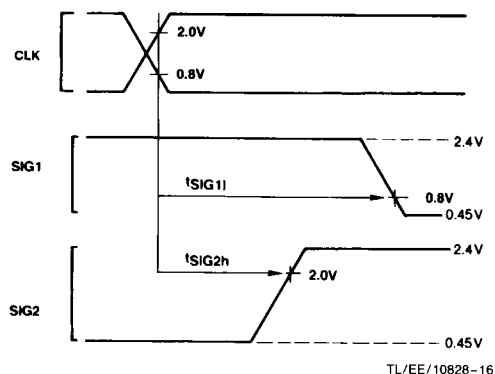 CLK
2.0V
0.8V
SIG1
2.4V
tSIG1l
0.8V
0.45V
SIG2
tSIG2h
2.4V
2.0V
0.45V
TL/EE/10828-16